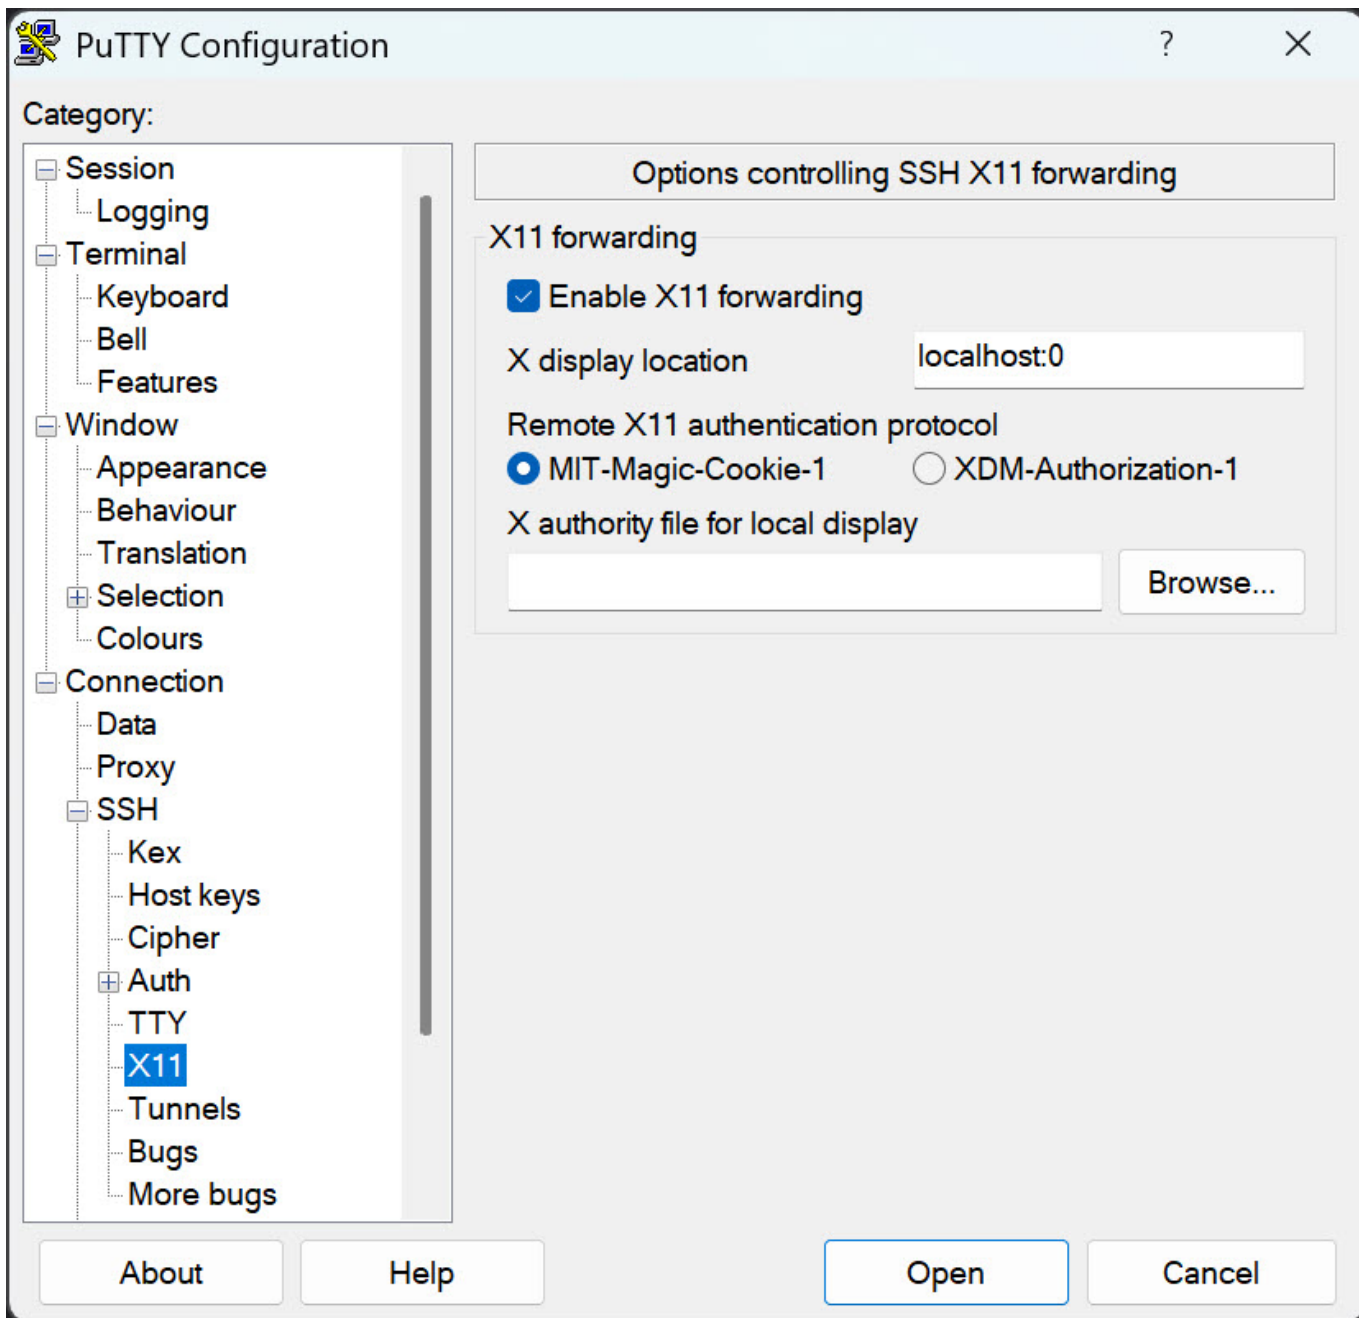 PuTTY Configuration
?
Category:
Session
Logging
Terminal
Keyboard
Bell
Features
Window
Appearance
Behaviour
Translation
Selection
Colours
Connection
Data
Proxy
SSH
Kex
Host keys
Cipher
Auth
TTY
X11
Tunnels
Bugs
More bugs
Options controlling SSH X11 forwarding
X11 forwarding
Enable X11 forwarding
X display location localhost:0
Remote X11 authentication protocol
MIT-Magic-Cookie-1 XDM-Authorization-1
X authority file for local display
Browse...
About Help Open Cancel